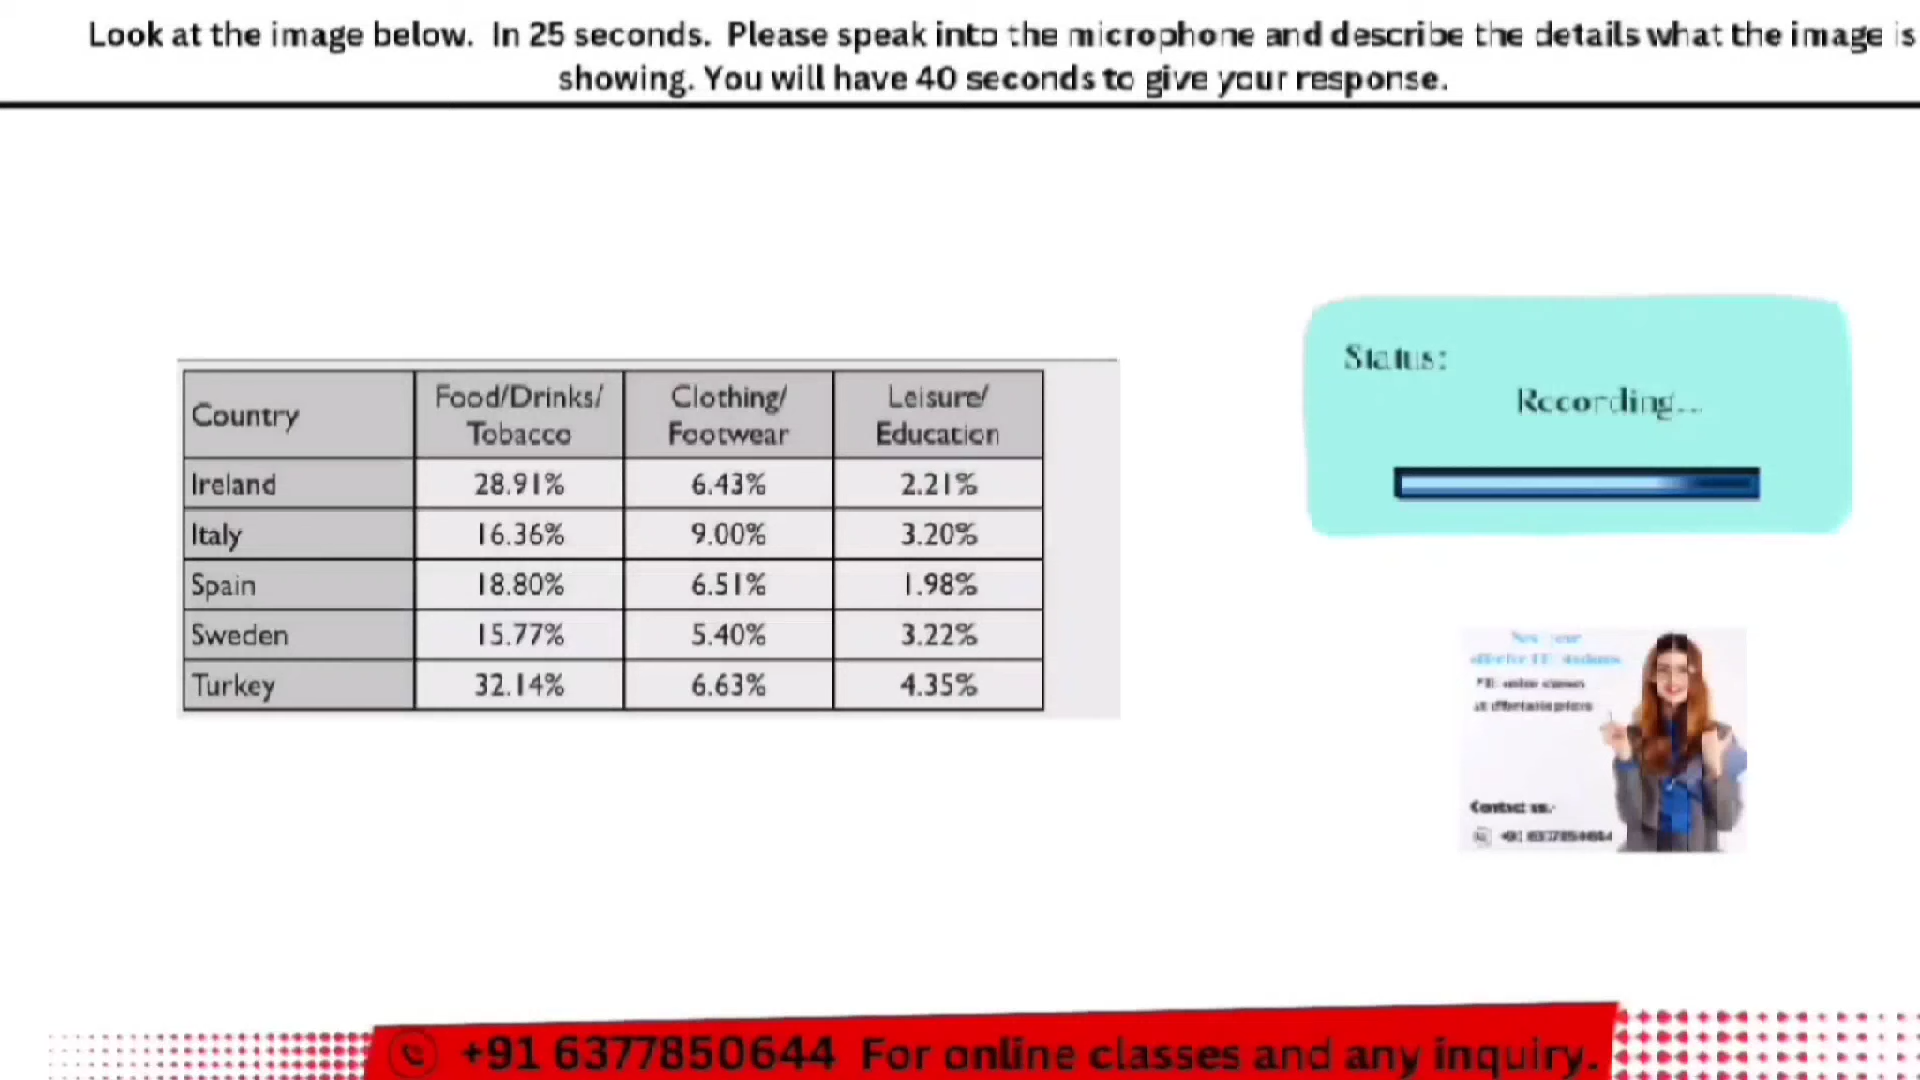 Look at the image below. In 25 seconds. Please speak into the microphone and describe the details what the image is
showing. You will have 40 seconds to give your response.
Country Food/Drinks/Tobacco Clothing/Footwear Leisure/Education
Ireland 28.91% 6.43% 2.21%
Italy 16.36% 9.00% 3.20%
Spain 18.80% 6.51% 1.98%
Sweden 15.77% 5.40% 3.22%
Turkey 32.14% 6.63% 4.35%
Status:
Recording...
Contact us:-
+91 6377850644
+91 6377850644 For online classes and any inquiry.